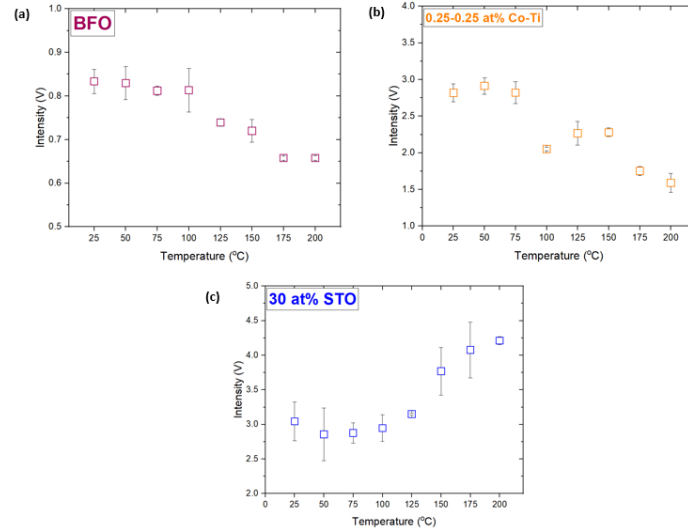 (a)
BFO
0.9
0.8
0.7
0.6
0.5
Intensity (V)
25 50 75 100 125 150 175 200
Temperature (°C)
(b)
0.25-0.25 at% Co-Ti
4.0
3.5
3.0
2.5
2.0
1.5
1.0
Intensity (V)
0 25 50 75 100 125 150 175 200
Temperature (°C)
(c)
30 at% STO
5.0
4.5
4.0
3.5
3.0
2.5
2.0
Intensity (V)
25 50 75 100 125 150 175 200
Temperature (°C)